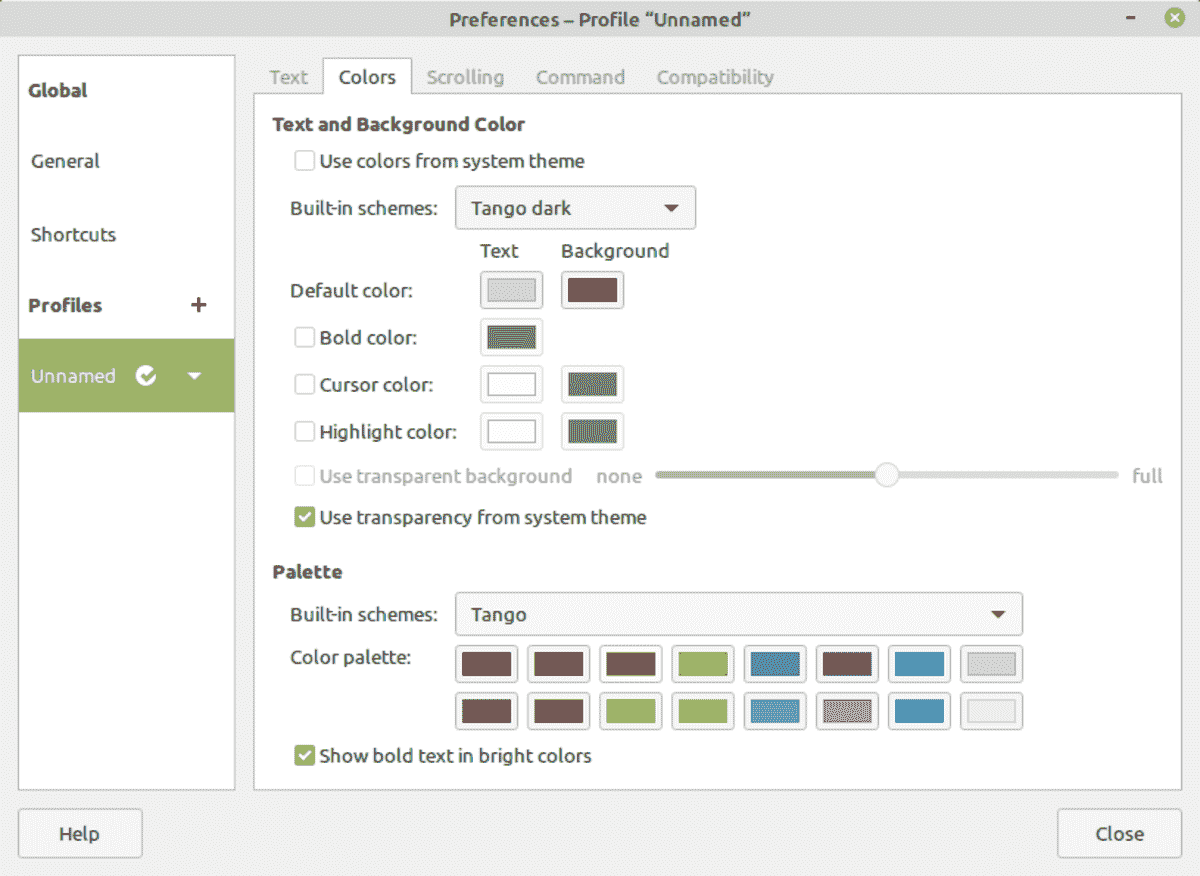 Preferences – Profile “Unnamed”
Global
General
Shortcuts
Profiles +
Unnamed
Text Colors Scrolling Command Compatibility
Text and Background Color
Use colors from system theme
Built-in schemes: Tango dark
Text Background
Default color:
Bold color:
Cursor color:
Highlight color:
Use transparent background none full
Use transparency from system theme
Palette
Built-in schemes: Tango
Color palette:
Show bold text in bright colors
Help Close